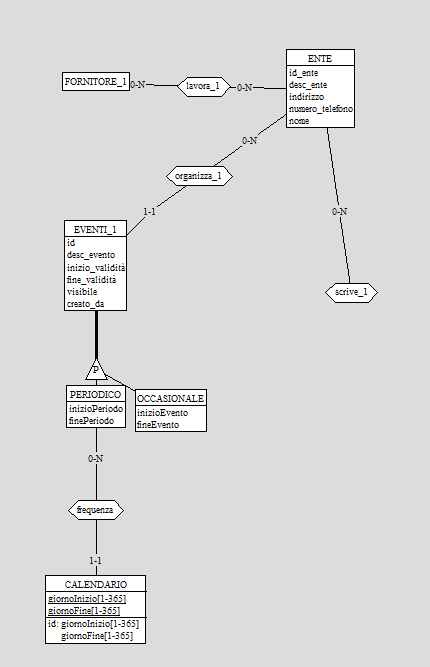 ENTE
id_ente
desc_ente
indirizzo
numero_telefono
nome
FORNITORE_1
0-N
lavora_1
0-N
0-N
organizza_1
1-1
EVENTI_1
id
desc_evento
inizio_validità
fine_validità
visibile
creato_da
0-N
scrive_1
P
PERIODICO
inizioPeriodo
finePeriodo
OCCASIONALE
inizioEvento
fineEvento
0-N
frequenza
1-1
CALENDARIO
giornoInizio[1-365]
giornoFine[1-365]
id: giornoInizio[1-365]
giornoFine[1-365]